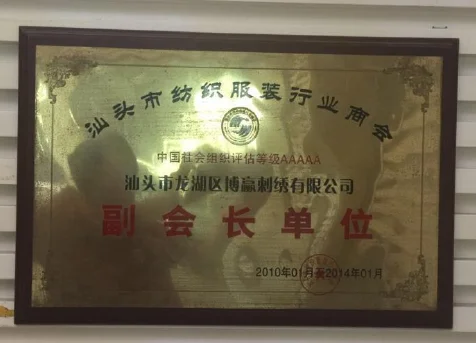 汕头市纺织服装行业商会
中国社会组织评估等级AAAAA
汕头市龙湖区博赢刺绣有限公司
副会长单位
2010年01月至2014年01月